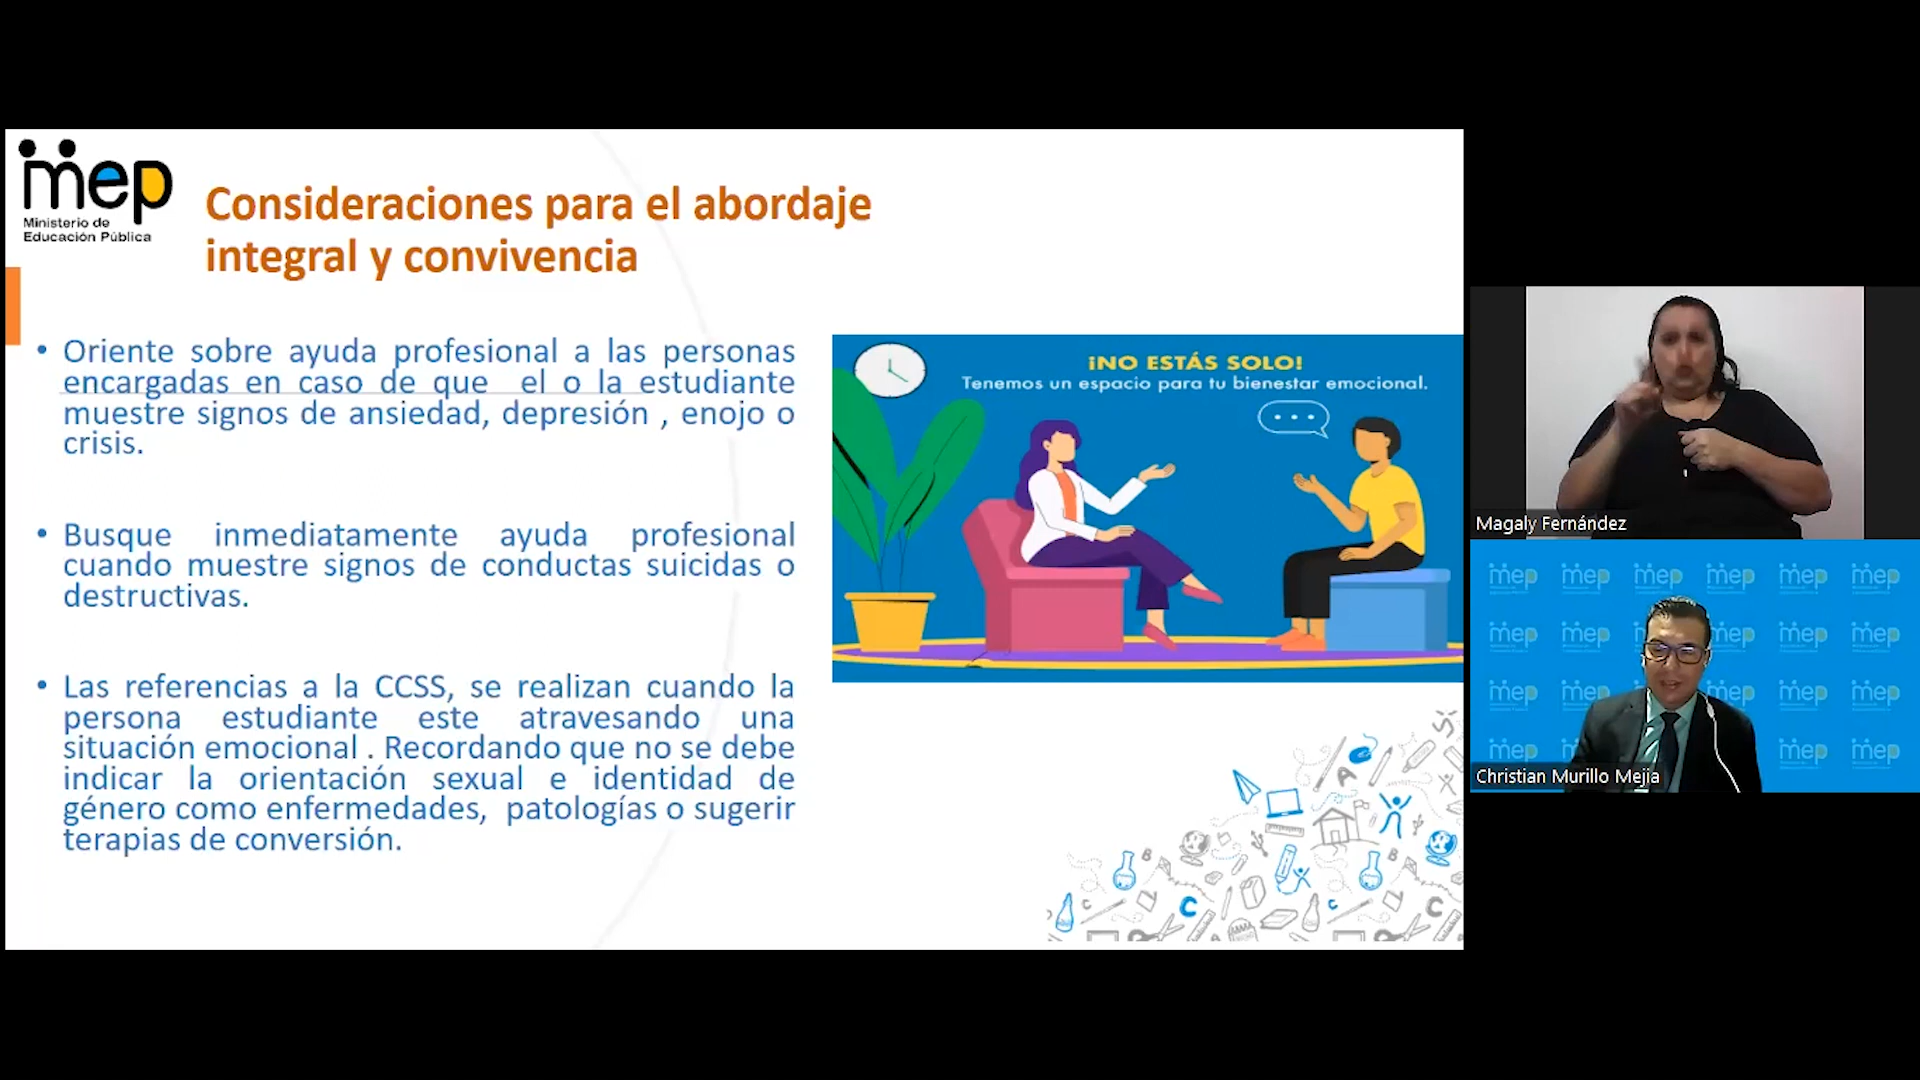 mep
Ministerio de
Educación Pública
Consideraciones para el abordaje
integral y convivencia
• Oriente sobre ayuda profesional a las personas
encargadas en caso de que el o la estudiante
muestre signos de ansiedad, depresión , enojo o
crisis.
• Busque inmediatamente ayuda profesional
cuando muestre signos de conductas suicidas o
destructivas.
• Las referencias a la CCSS, se realizan cuando la
persona estudiante este atravesando una
situación emocional . Recordando que no se debe
indicar la orientación sexual e identidad de
género como enfermedades, patologías o sugerir
terapias de conversión.
¡NO ESTÁS SOLO!
Tenemos un espacio para tu bienestar emocional.
Magaly Fernández
mep mep mep mep mep mep
mep mep mep mep mep
mep mep mep mep mep
mep mep mep
Christian Murillo Mejia